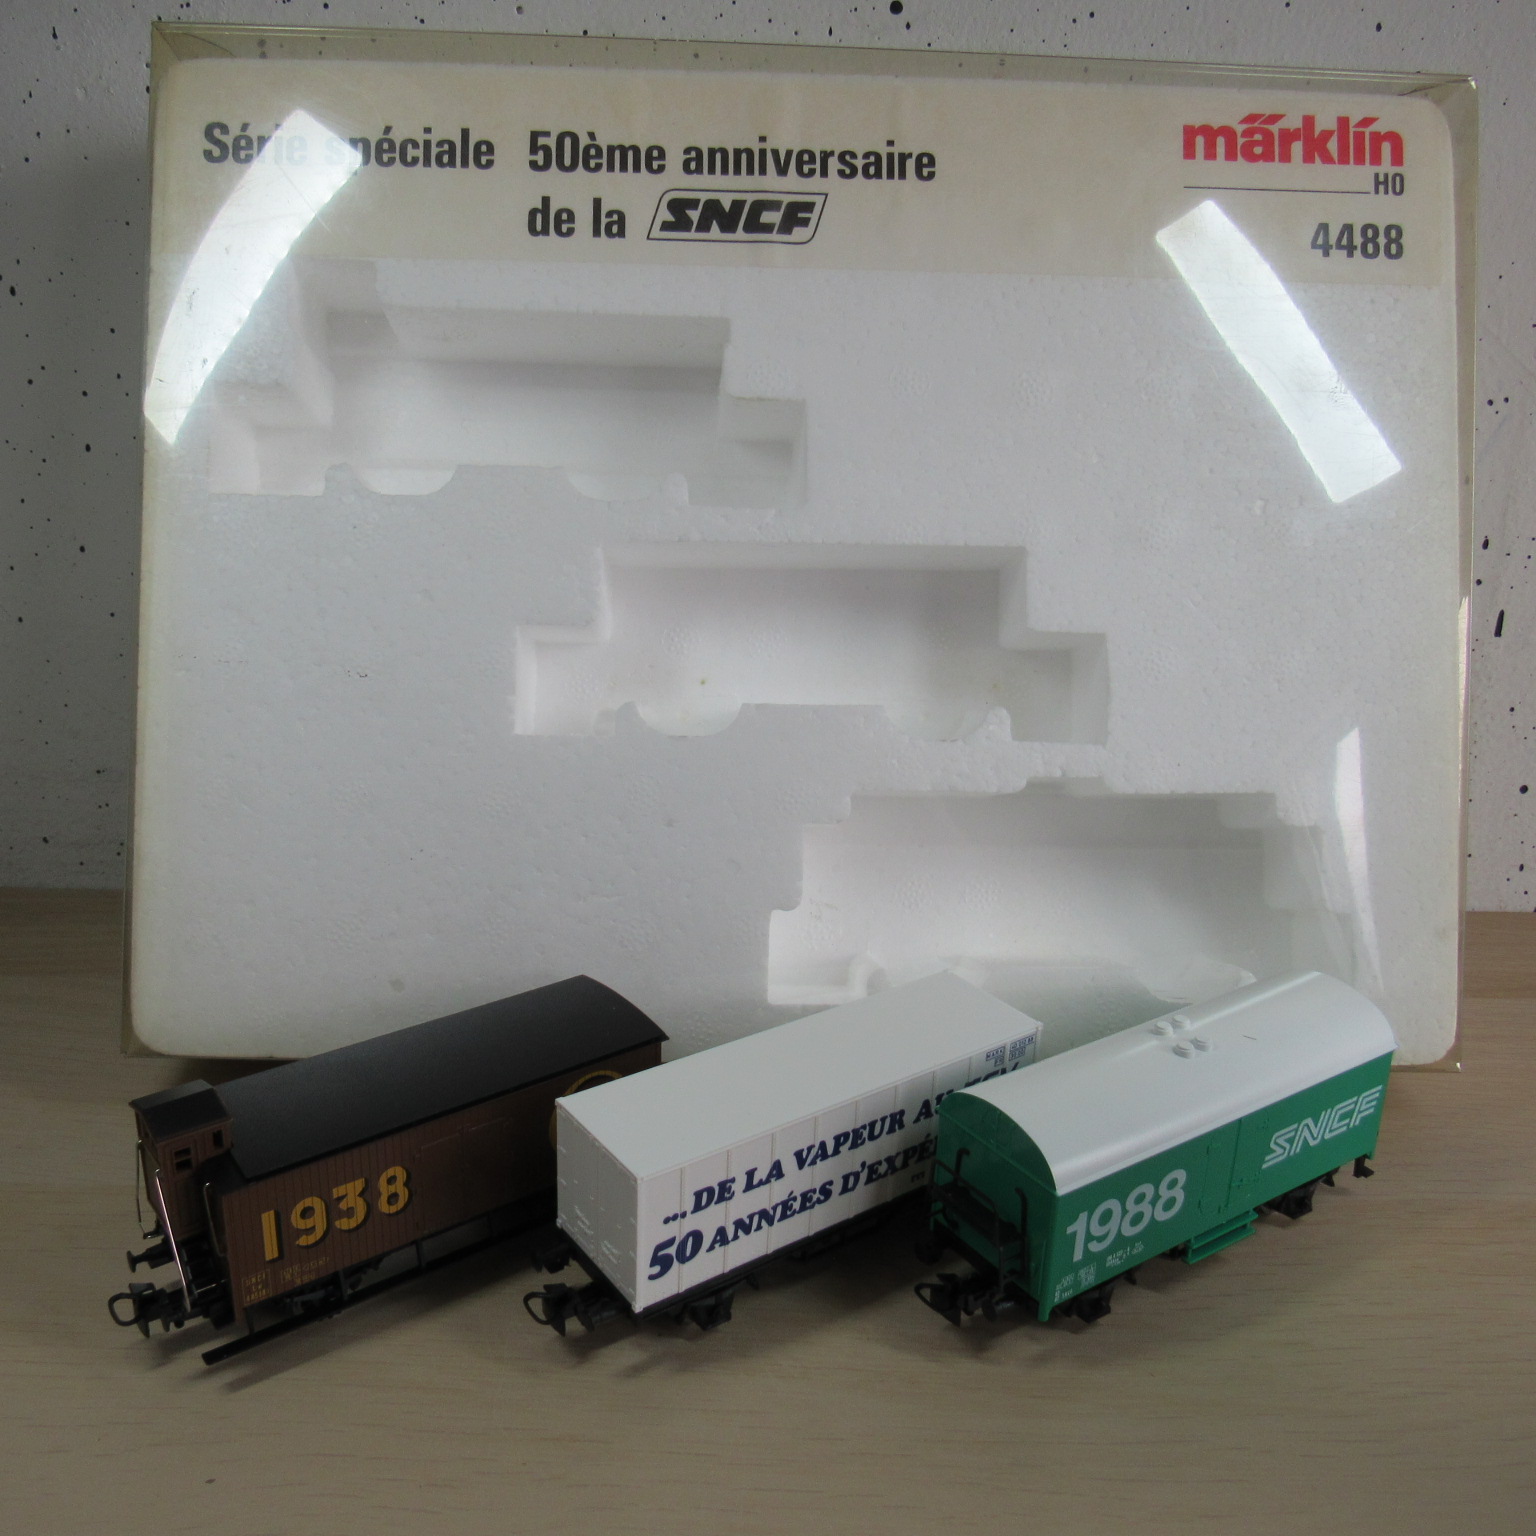 Série spéciale 50ème anniversaire
de la SNCF
märklin
HO
4488
1938
...DE LA VAPEUR AU TGV
50 ANNÉES D'EXPÉ
1988
SNCF